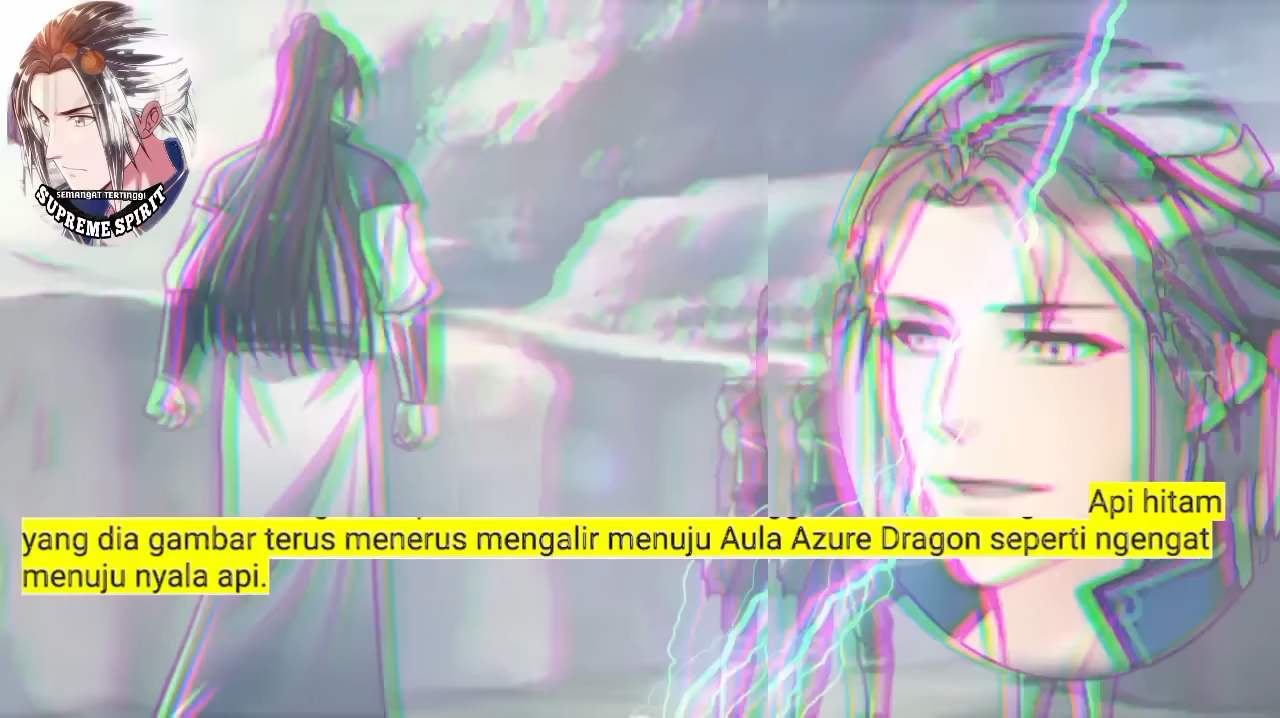 SEMANGAT TERTINGGI
SUPREME SPIRIT
Api hitam
yang dia gambar terus menerus mengalir menuju Aula Azure Dragon seperti ngengat
menuju nyala api.